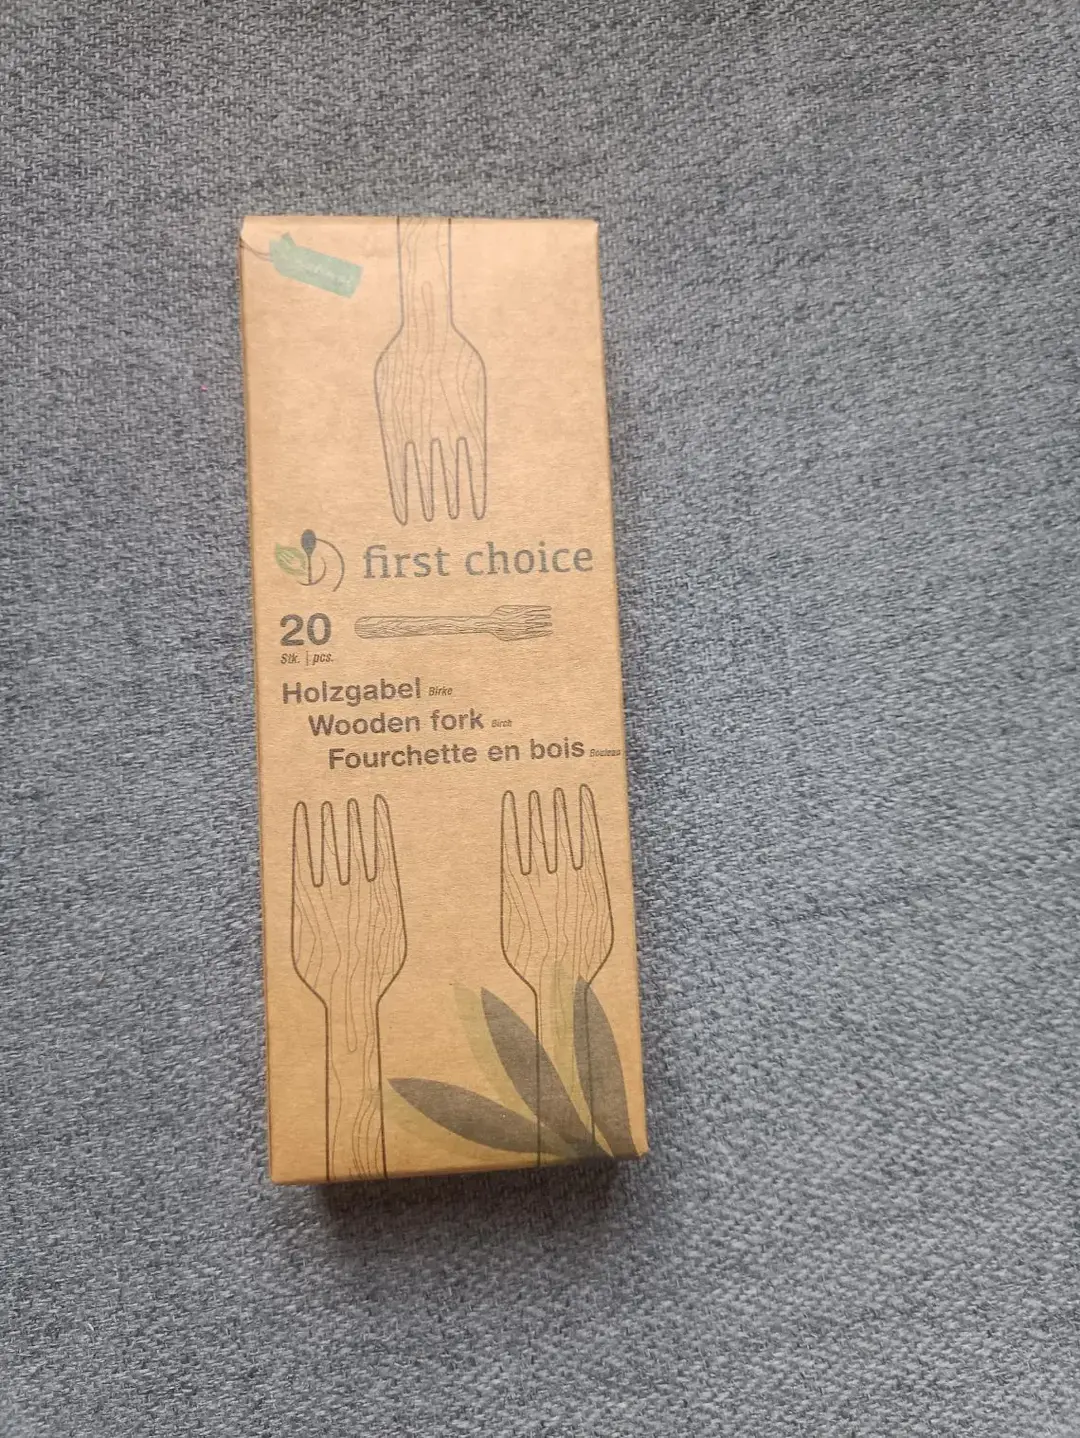 first choice
20
Stk. | pcs.
Holzgabel Birke
Wooden fork Birch
Fourchette en bois Bouleau